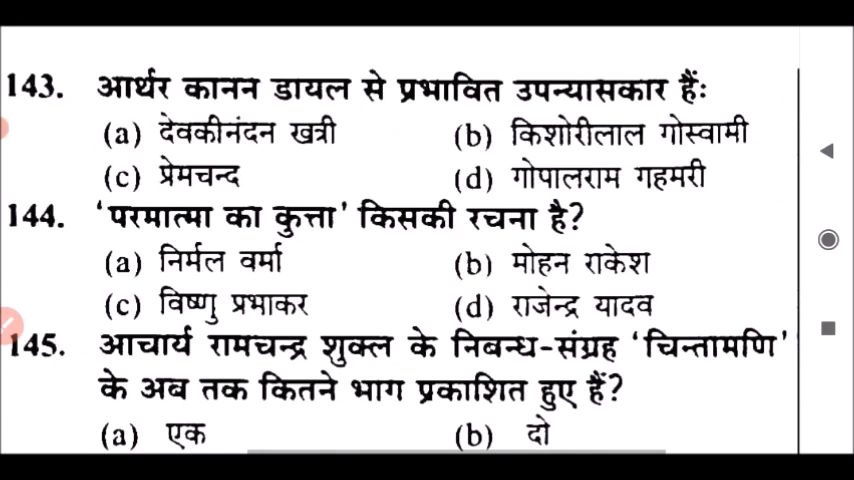 143. आर्थर कानन डायल से प्रभावित उपन्यासकार हैंः
(a) देवकीनंदन खत्री (b) किशोरीलाल गोस्वामी
(c) प्रेमचन्द (d) गोपालराम गहमरी
144. 'परमात्मा का कुत्ता' किसकी रचना है?
(a) निर्मल वर्मा (b) मोहन राकेश
(c) विष्णु प्रभाकर (d) राजेन्द्र यादव
145. आचार्य रामचन्द्र शुक्ल के निबन्ध-संग्रह 'चिन्तामणि'
के अब तक कितने भाग प्रकाशित हुए हैं?
(a) एक (b) दो